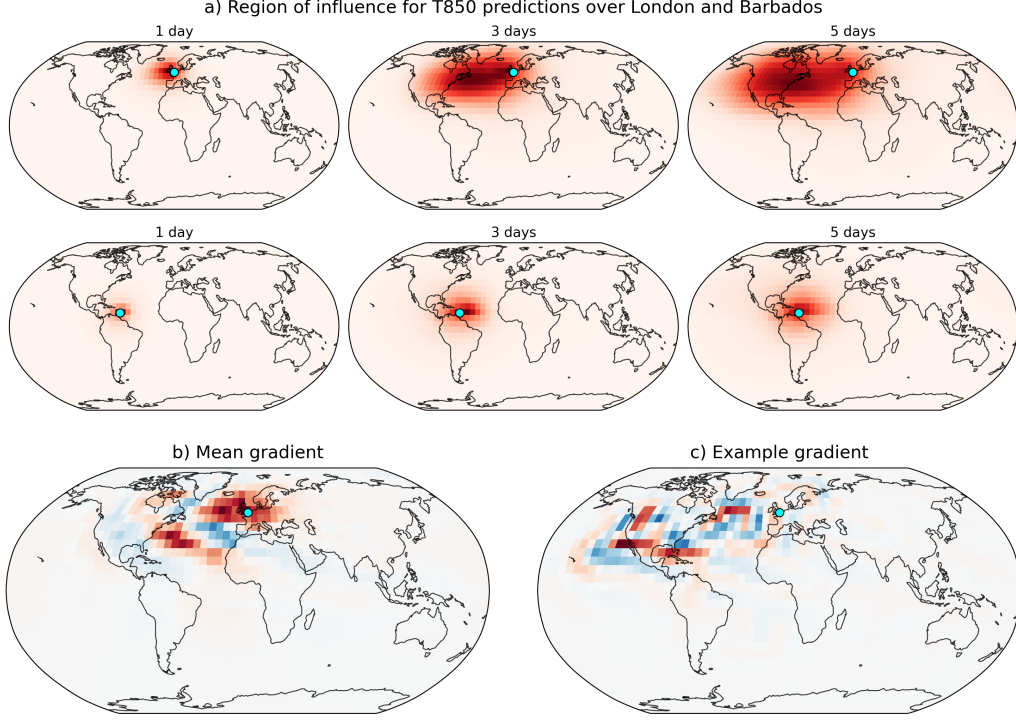 a) Region of influence for T850 predictions over London and Barbados
1 day
3 days
5 days
1 day
3 days
5 days
b) Mean gradient
c) Example gradient